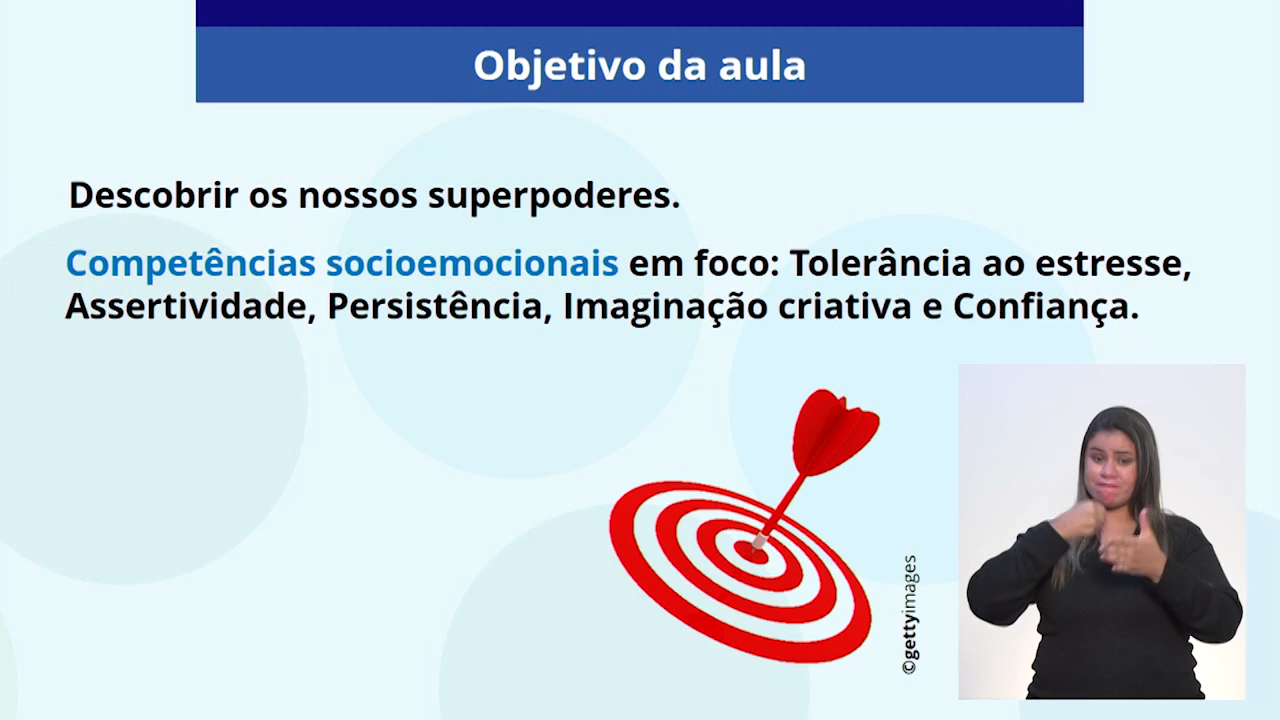 Objetivo da aula
Descobrir os nossos superpoderes.
Competências socioemocionais em foco: Tolerância ao estresse,
Assertividade, Persistência, Imaginação criativa e Confiança.
©gettyimages